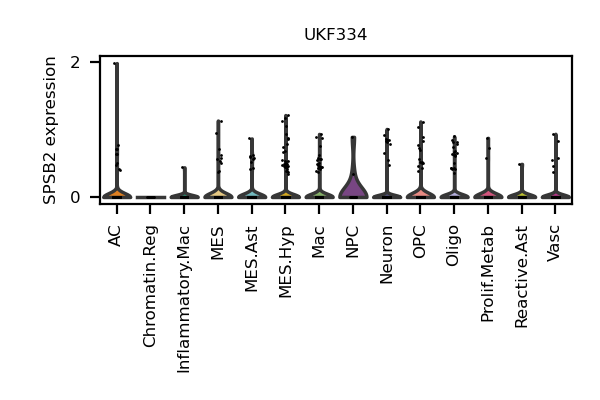 UKF334
SPSB2 expression
2
0
AC
Chromatin.Reg
Inflammatory.Mac
MES
MES.Ast
MES.Hyp
Mac
NPC
Neuron
OPC
Oligo
Prolif.Metab
Reactive.Ast
Vasc